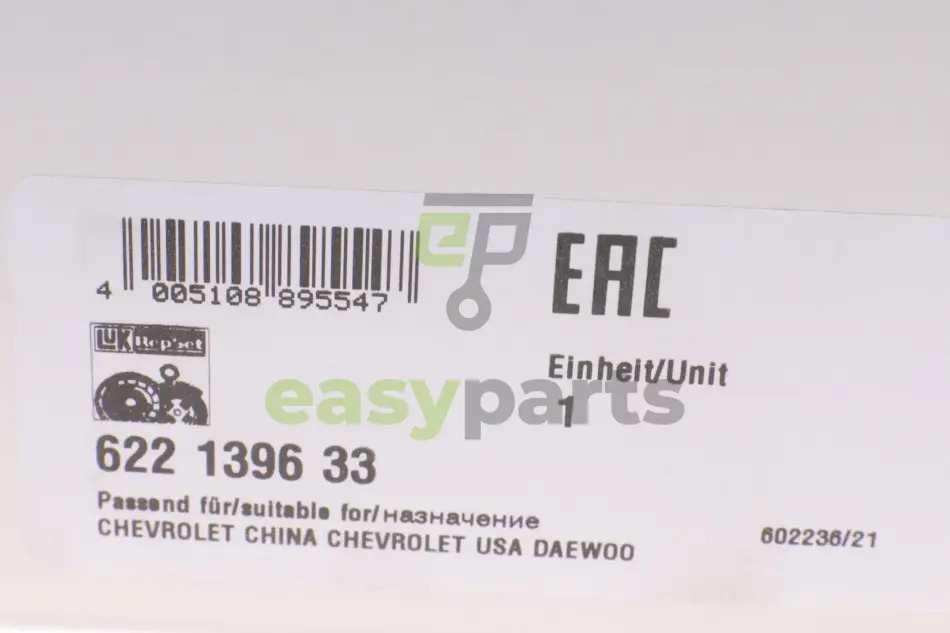 EAC
4 005108 895547
LUK RepSet
Einheit/Unit
1
easyparts
622 1396 33
Passend für/suitable for/назначение
CHEVROLET CHINA CHEVROLET USA DAEWOO
602236/21